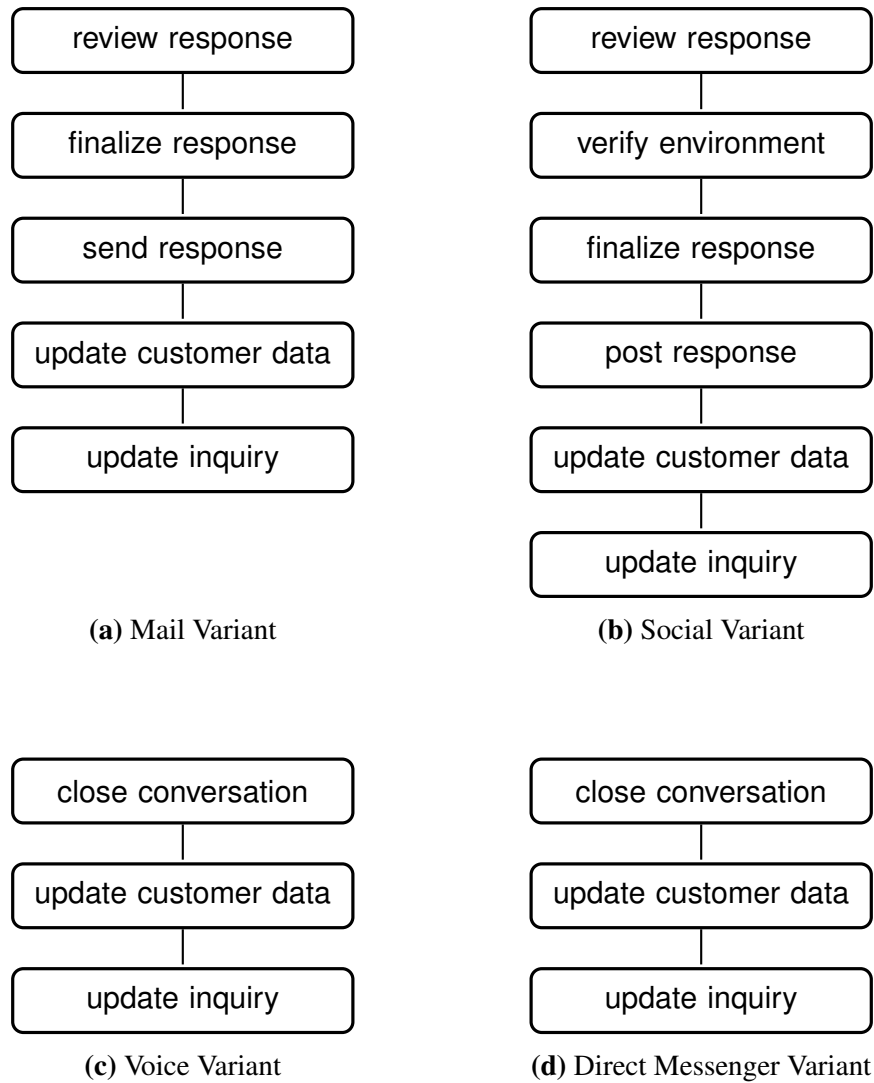 review response
finalize response
send response
update customer data
update inquiry
(a) Mail Variant
review response
verify environment
finalize response
post response
update customer data
update inquiry
(b) Social Variant
close conversation
update customer data
update inquiry
(c) Voice Variant
close conversation
update customer data
update inquiry
(d) Direct Messenger Variant